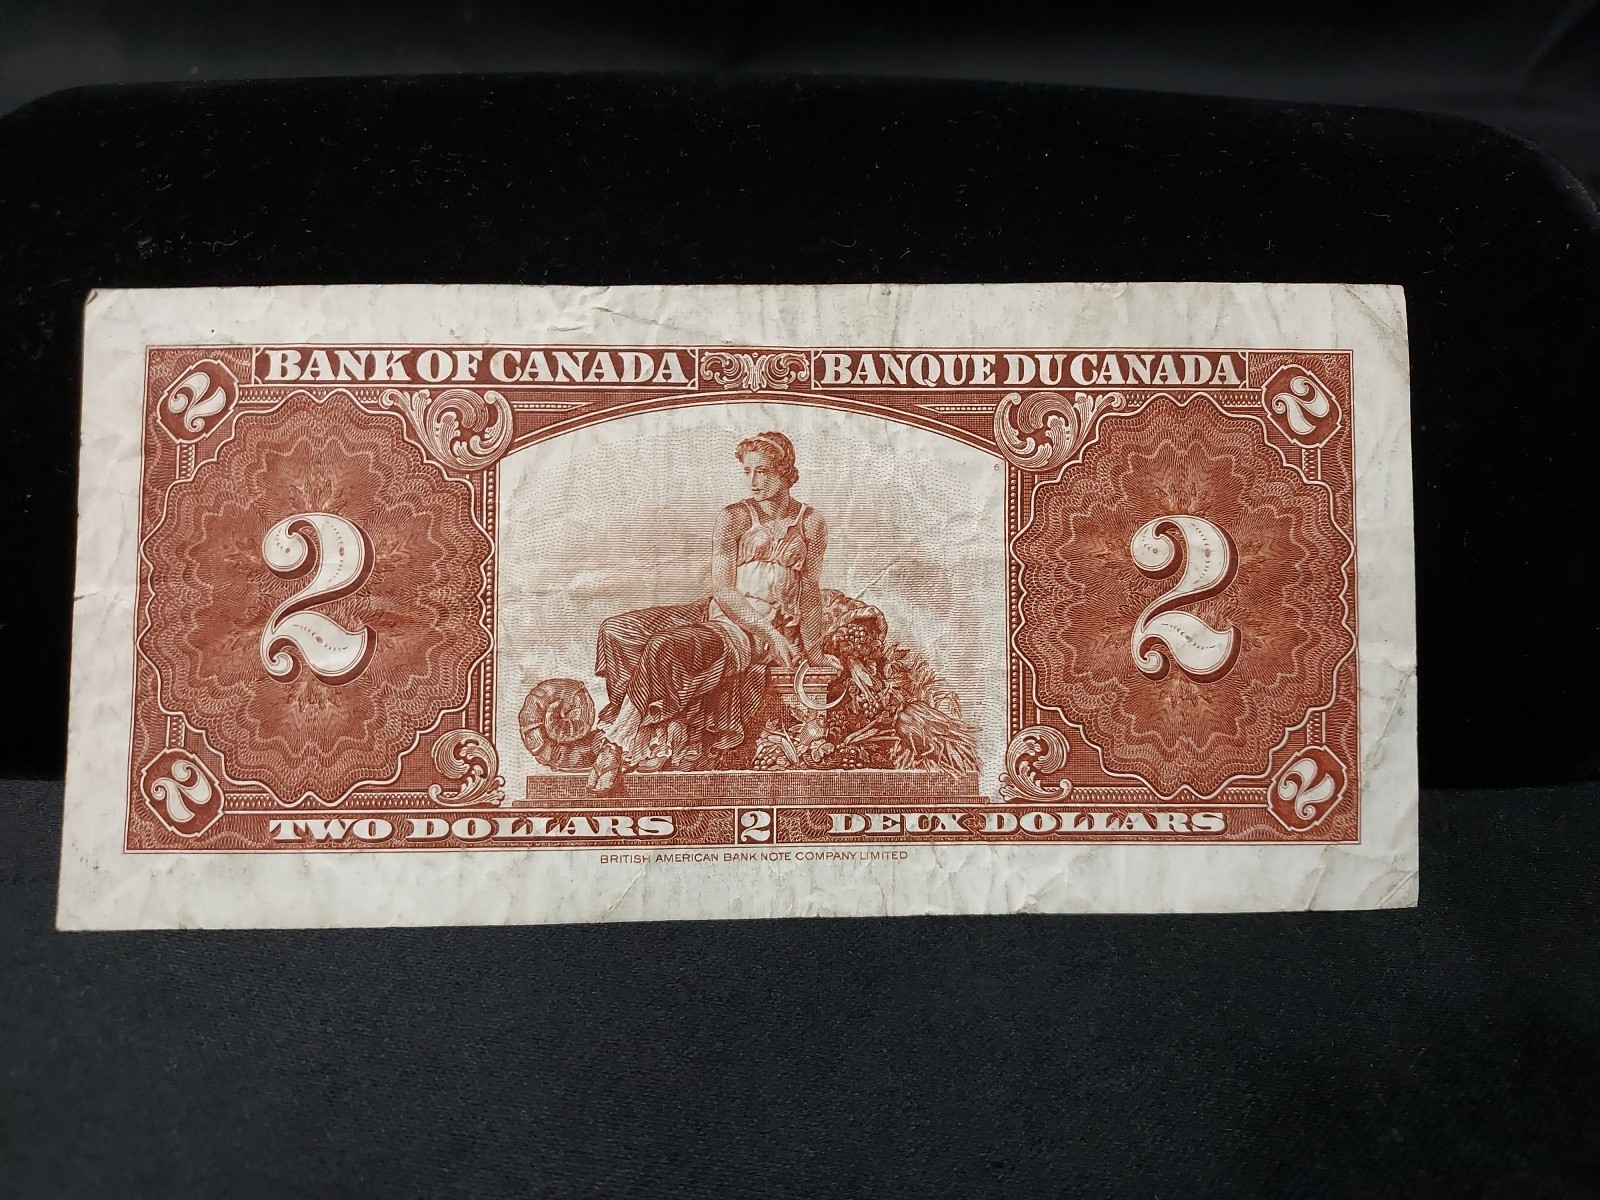 2 BANK OF CANADA BANQUE DU CANADA 2
6
2 2
2 TWO DOLLARS 2 DEUX DOLLARS 2
BRITISH AMERICAN BANK NOTE COMPANY LIMITED